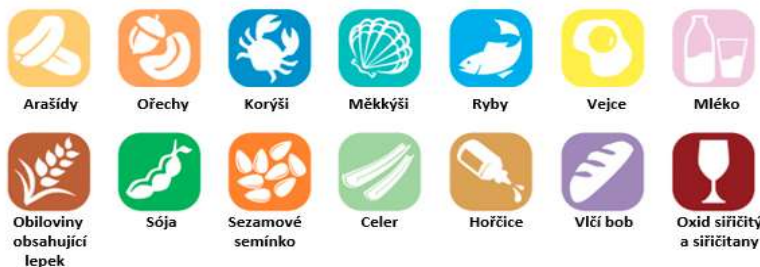 Arašídy Ořechy Korýši Měkkýši Ryby Vejce Mléko
Obiloviny obsahující lepek Sója Sezamové semínko Celer Hořčice Vlčí bob Oxid siřičitý a siřičitany